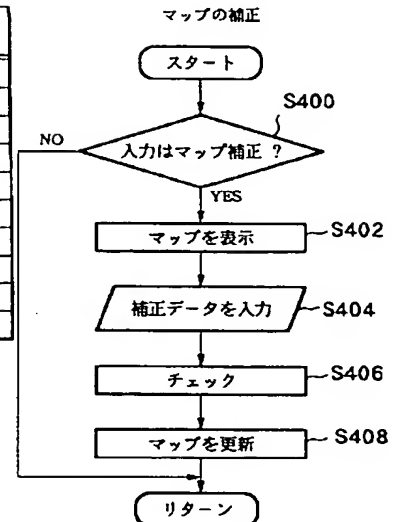 マップの補正
スタート
S400
NO
入力はマップ補正 ?
YES
マップを表示
S402
補正データを入力
S404
チェック
S406
マップを更新
S408
リターン